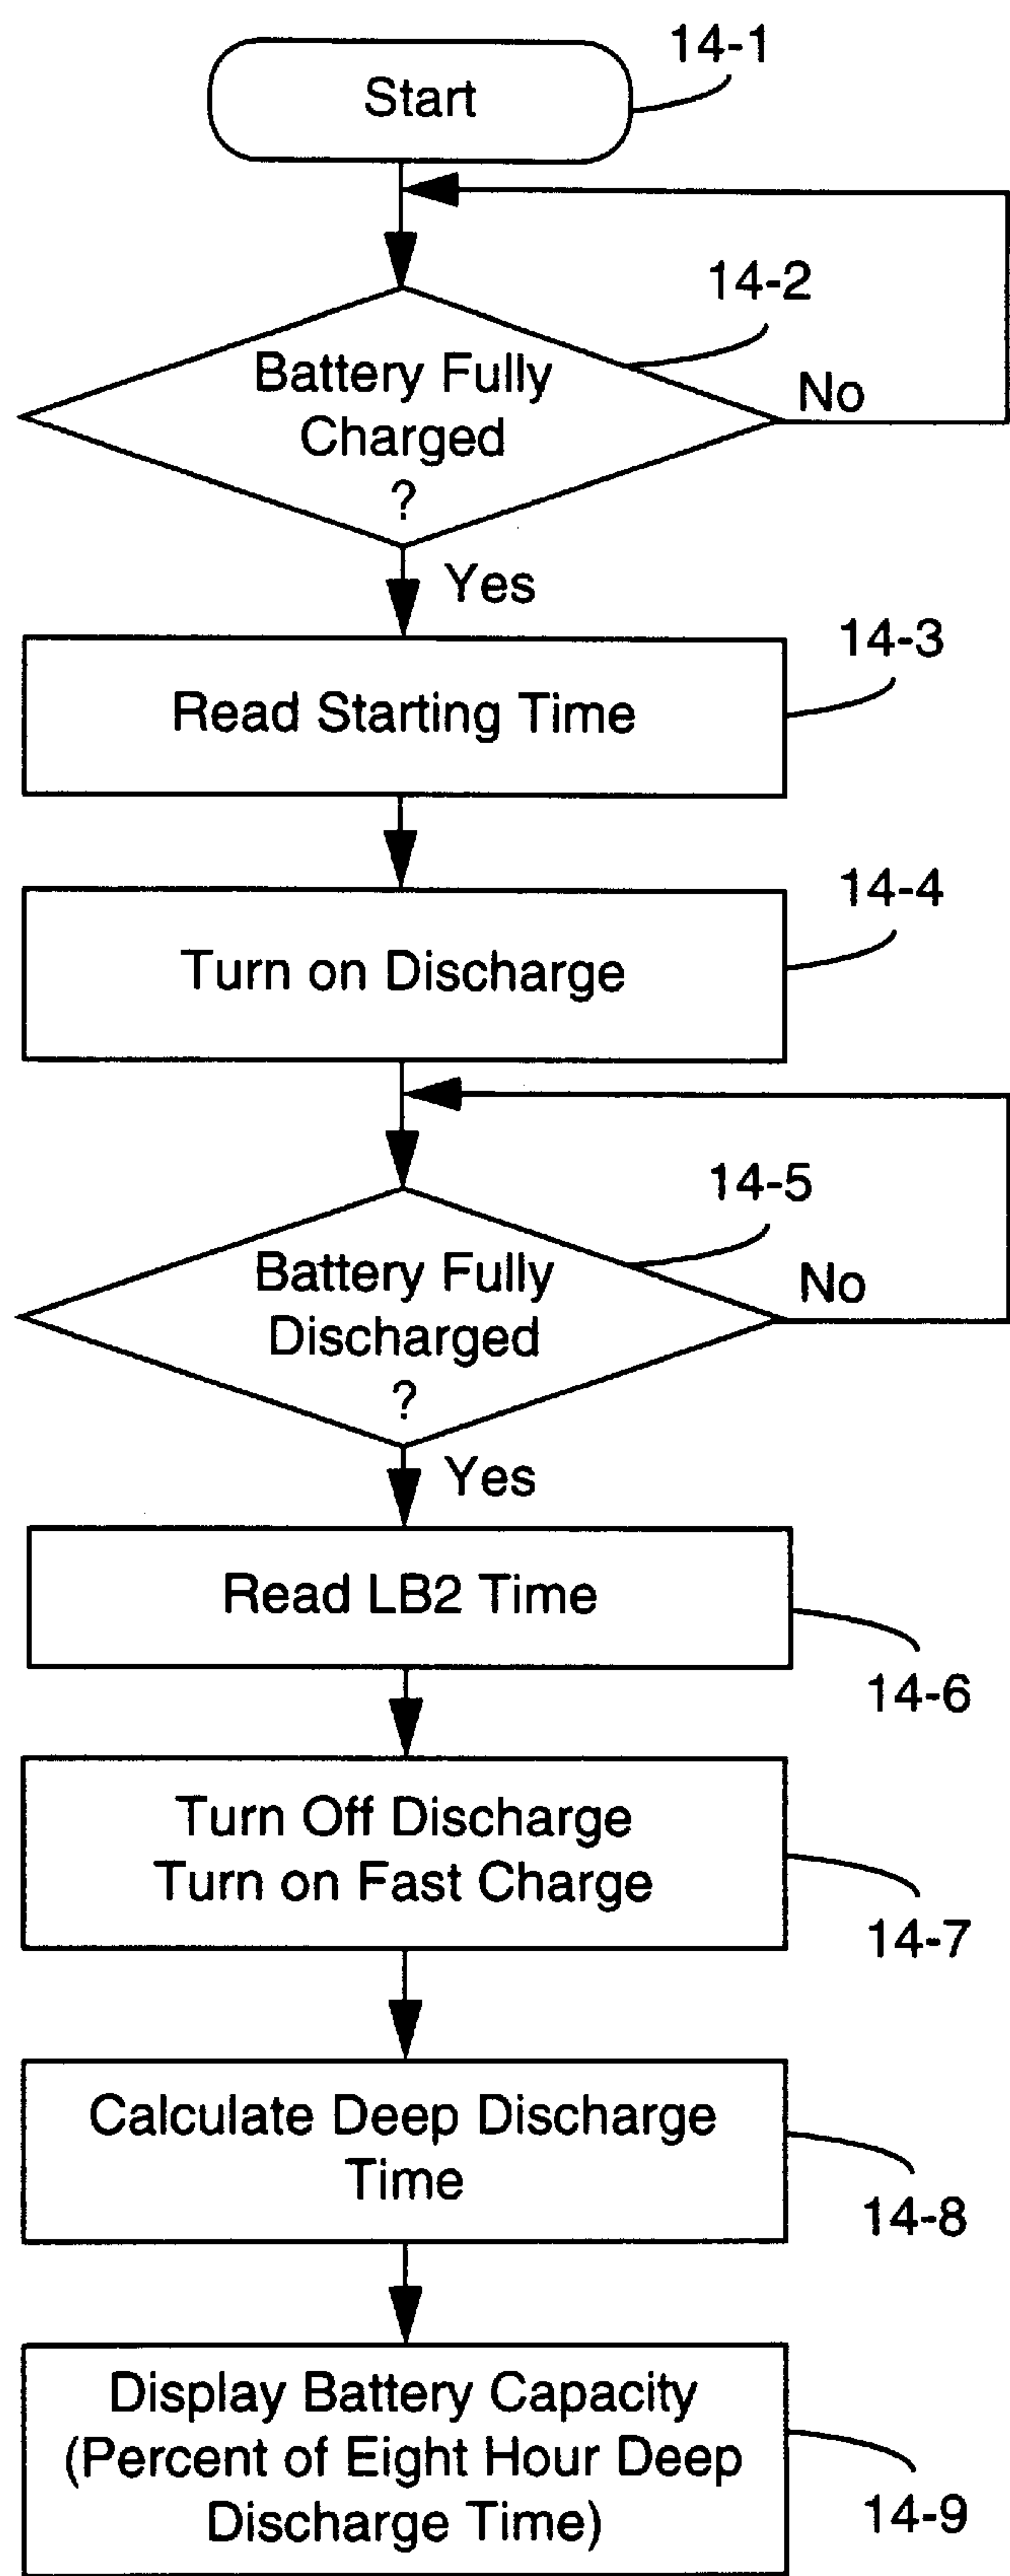 14-1
Start
14-2
Battery Fully
Charged
?
No
Yes
14-3
Read Starting Time
14-4
Turn on Discharge
14-5
Battery Fully
Discharged
?
No
Yes
Read LB2 Time
14-6
Turn Off Discharge
Turn on Fast Charge
14-7
Calculate Deep Discharge
Time
14-8
Display Battery Capacity
(Percent of Eight Hour Deep
Discharge Time)
14-9